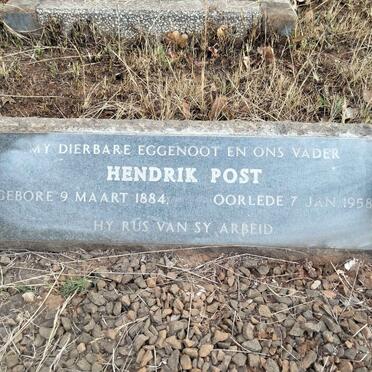 MY DIERBARE EGGENOOT EN ONS VADER
HENDRIK POST
GEBORE 9 MAART 1884 OORLEDE 7 JAN 1958
HY RUS VAN SY ARBEID